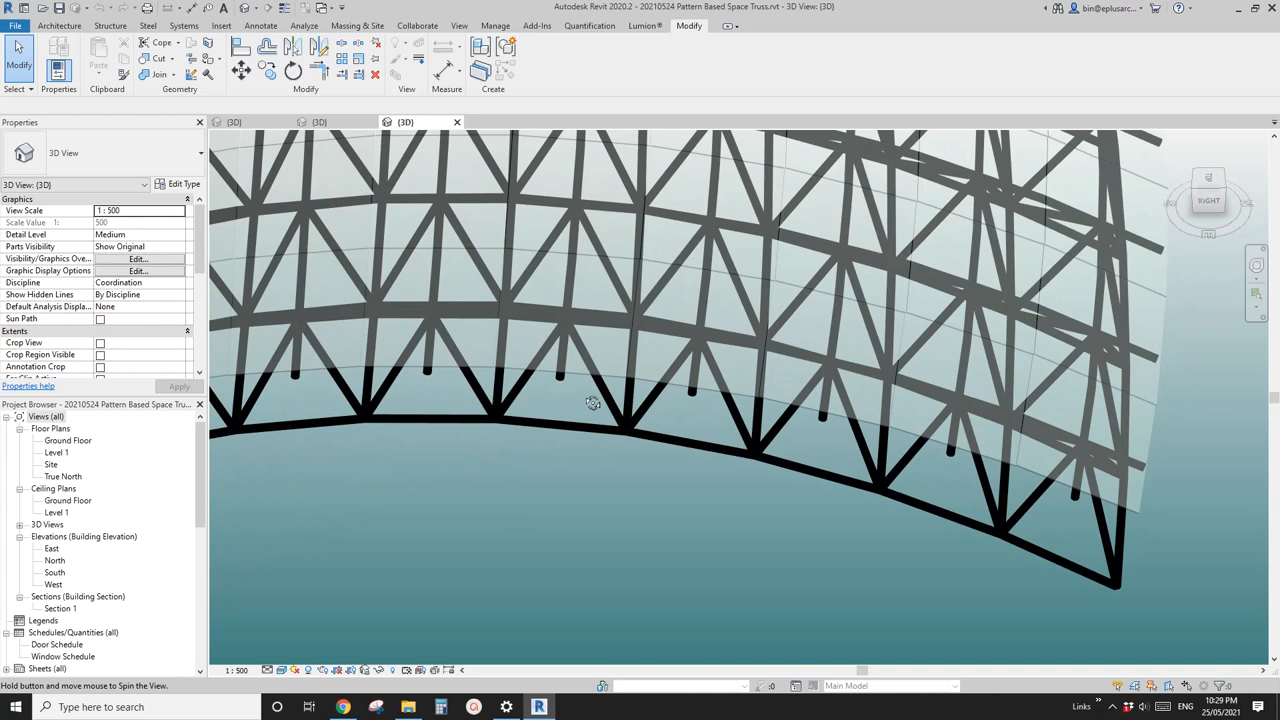 Autodesk Revit 2020.2 - 20210524 Pattern Based Space Truss.rvt - 3D View: {3D}
bin@eplusarc...
File Architecture Structure Steel Systems Insert Annotate Analyze Massing & Site Collaborate View Manage Add-Ins Quantification Lumion® Modify
Modify Paste Cope Cut Join
Select Properties Clipboard Geometry Modify View Measure Create
Properties
{3D} {3D} {3D}
3D View
3D View: {3D} Edit Type
Graphics
View Scale 1 : 500
Scale Value 1: 500
Detail Level Medium
Parts Visibility Show Original
Visibility/Graphics Ove... Edit...
Graphic Display Options Edit...
Discipline Coordination
Show Hidden Lines By Discipline
Default Analysis Displa... None
Sun Path
Extents
Crop View
Crop Region Visible
Annotation Crop
Properties help Apply
Project Browser - 20210524 Pattern Based Space Trus...
Views (all)
Floor Plans
Ground Floor
Level 1
Site
True North
Ceiling Plans
Ground Floor
Level 1
3D Views
Elevations (Building Elevation)
East
North
South
West
Sections (Building Section)
Section 1
Legends
Schedules/Quantities (all)
Door Schedule
Window Schedule
Sheets (all)
RIGHT
1 : 500
Hold button and move mouse to Spin the View.
:0 Main Model :0
Type here to search
Links
10:29 PM
25/05/2021